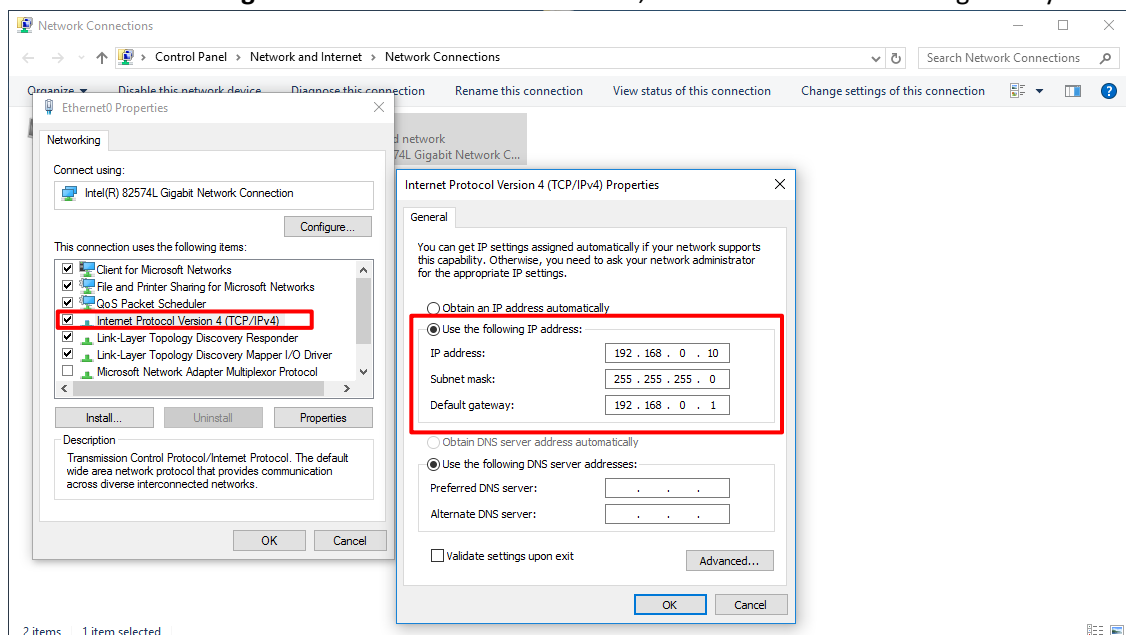 Network Connections
Control Panel > Network and Internet > Network Connections
Search Network Connections
Organize Disable this network device Diagnose this connection Rename this connection View status of this connection Change settings of this connection
Ethernet0 Properties
Networking
Connect using:
Intel(R) 82574L Gigabit Network Connection
Configure...
This connection uses the following items:
Client for Microsoft Networks
File and Printer Sharing for Microsoft Networks
QoS Packet Scheduler
Internet Protocol Version 4 (TCP/IPv4)
Link-Layer Topology Discovery Responder
Link-Layer Topology Discovery Mapper I/O Driver
Microsoft Network Adapter Multiplexor Protocol
Install... Uninstall Properties
Description
Transmission Control Protocol/Internet Protocol. The default
wide area network protocol that provides communication
across diverse interconnected networks.
OK Cancel
d network
74L Gigabit Network C...
Internet Protocol Version 4 (TCP/IPv4) Properties
General
You can get IP settings assigned automatically if your network supports
this capability. Otherwise, you need to ask your network administrator
for the appropriate IP settings.
Obtain an IP address automatically
Use the following IP address:
IP address: 192 . 168 . 0 . 10
Subnet mask: 255 . 255 . 255 . 0
Default gateway: 192 . 168 . 0 . 1
Obtain DNS server address automatically
Use the following DNS server addresses:
Preferred DNS server: . . .
Alternate DNS server: . . .
Validate settings upon exit
Advanced...
OK Cancel
2 items 1 item selected